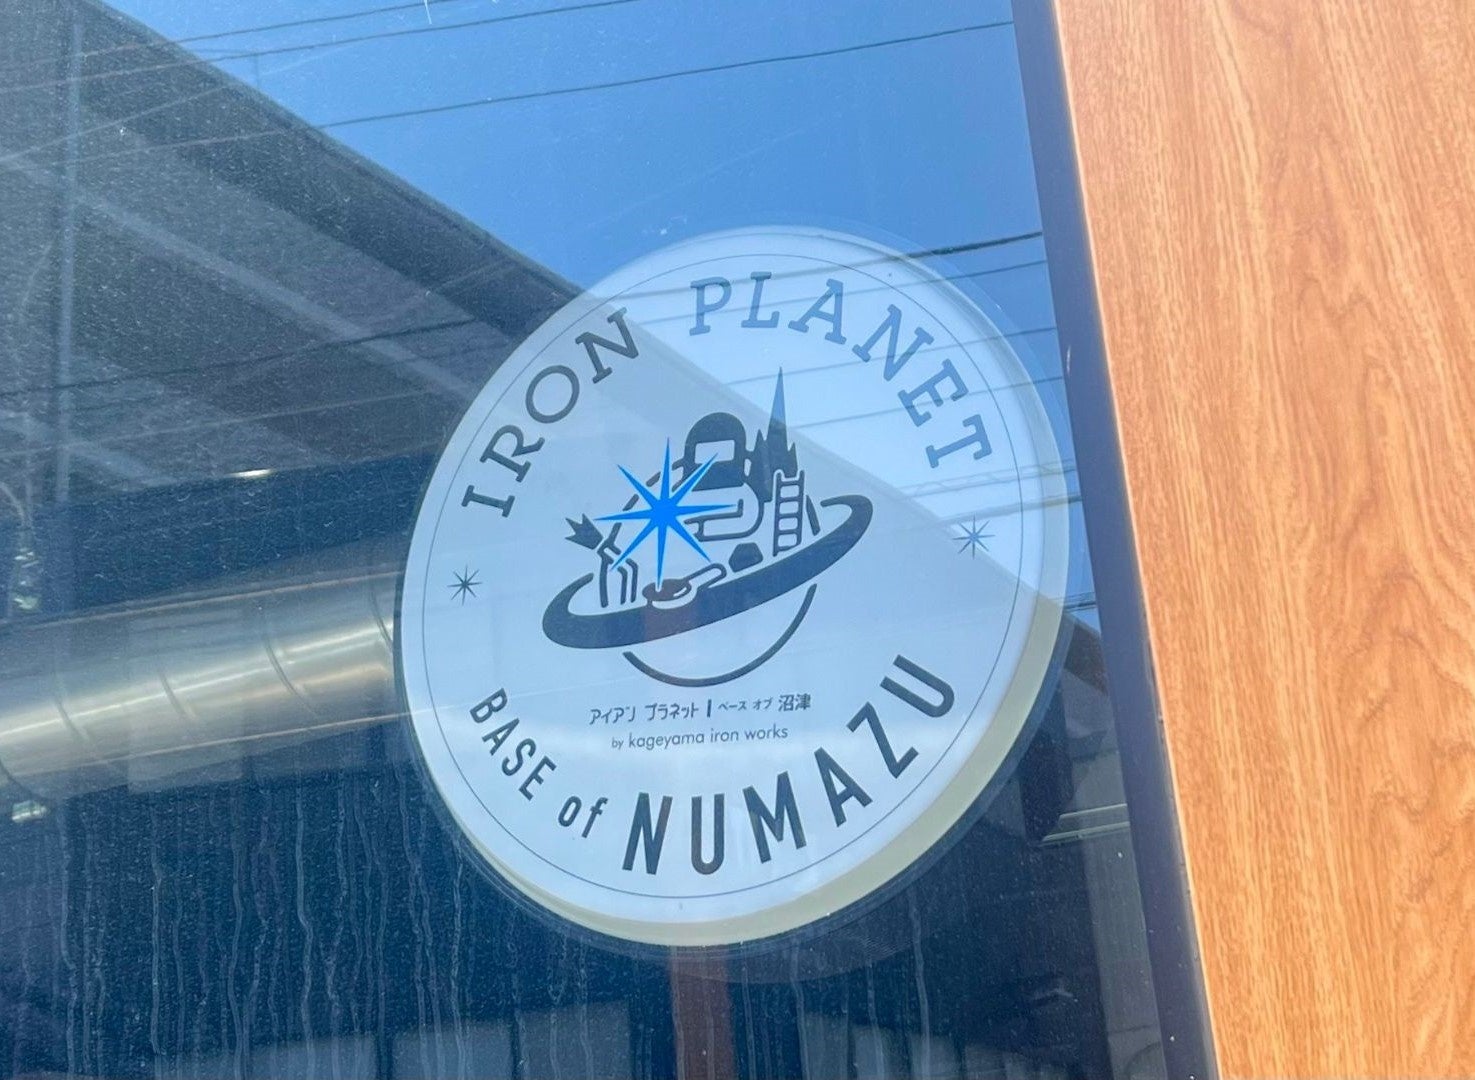 IRON PLANET
アイアン プラネット | ベース オブ 沼津
by kageyama iron works
BASE of NUMAZU